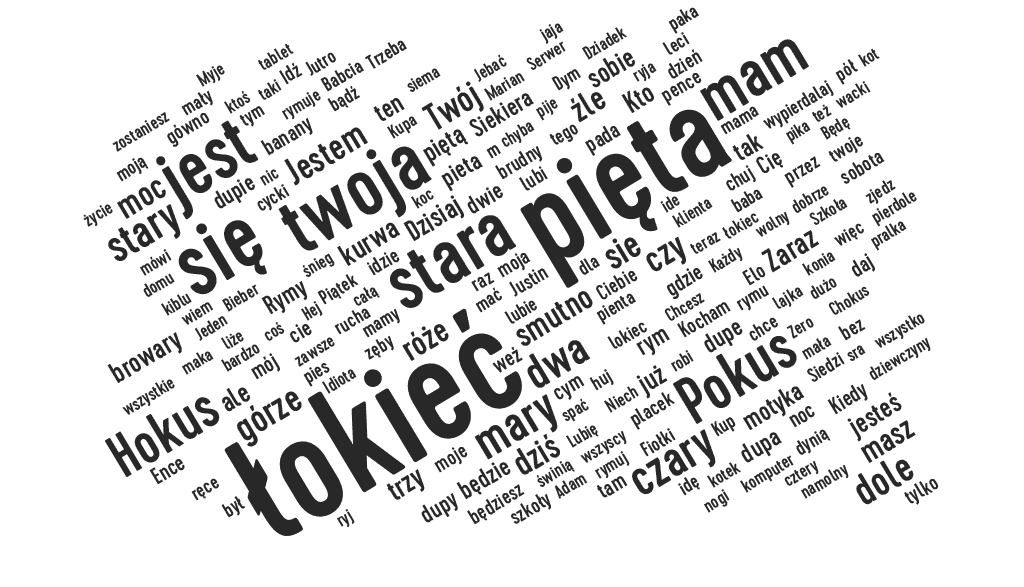 paka
jaja
Dziadek
tablet
Jutro
Babcia
Trzeba
Serwer
Leci
Myje
Idź
taki
siema
Jebać
Marian
Dym
sobie
ryja
dzień
mam
kot
pół
mały
ktoś
rymuje
bądź
ten
Twój
pije
źle
Kto
pence
wypierdalaj
zostaniesz
gówno
tym
banany
Kupa
Siekiera
chyba
tego
pada
mama
też
wacki
moją
jest
Jestem
piętą
m
brudny
pięta
tak
pika
Będę
życie
moc
dupie
nic
cycki
twoja
koc
pieta
lubi
chuj
Cię
przez
twoje
stary
się
śnieg
kurwa
Dzisiaj
dwie
ide
klienta
baba
dobrze
sobota
mówi
domu
idzie
stara
dla
sie
czy
teraz
łokiec
wolny
Szkoła
zjedz
pierdole
kiblu
wiem
Bieber
Rymy
Piątek
całą
raz
moja
Ciebie
gdzie
Każdy
Zaraz
więc
pralka
browary
Jeden
coś
Hej
cie
rucha
mamy
mać
Justin
smutno
pienta
Elo
konia
daj
wszystkie
maka
liże
bardzo
mój
zawsze
pies
zęby
róże
lubie
Chcesz
Kocham
rymu
lajka
dużo
Chokus
Hokus
ale
górze
Idiota
łokieć
weź
dwa
lokiec
rym
dupe
chce
Zero
Ence
mary
cym
huj
Niech
już
robi
Pokus
mała
bez
ręce
trzy
moje
spać
placek
Siedzi
sra
wszystko
był
ryj
dupy
będzie
dziś
Lubię
wszyscy
Fiołki
czary
Kup
motyka
Kiedy
dziewczyny
będziesz
świnią
rymuj
tam
idę
kotek
dupa
noc
jesteś
szkoły
Adam
nogi
komputer
dynią
cztery
masz
namolny
dole
tylko